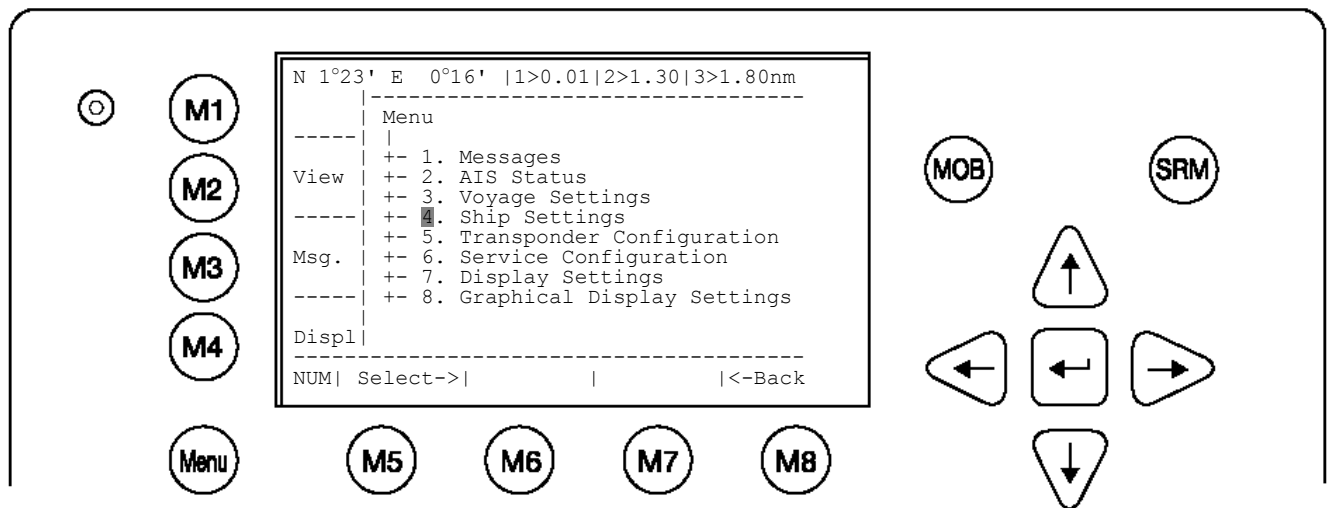 N 1°23' E 0°16' |1>0.01|2>1.30|3>1.80nm
|----------------------------------
| Menu
-----| |
| +- 1. Messages
View | +- 2. AIS Status
| +- 3. Voyage Settings
-----| +- 4. Ship Settings
| +- 5. Transponder Configuration
Msg. | +- 6. Service Configuration
| +- 7. Display Settings
-----| +- 8. Graphical Display Settings
|
Displ|
----------------------------------------
NUM| Select->| | |<-Back
M1
M2
M3
M4
Menu
M5 M6 M7 M8
MOB SRM